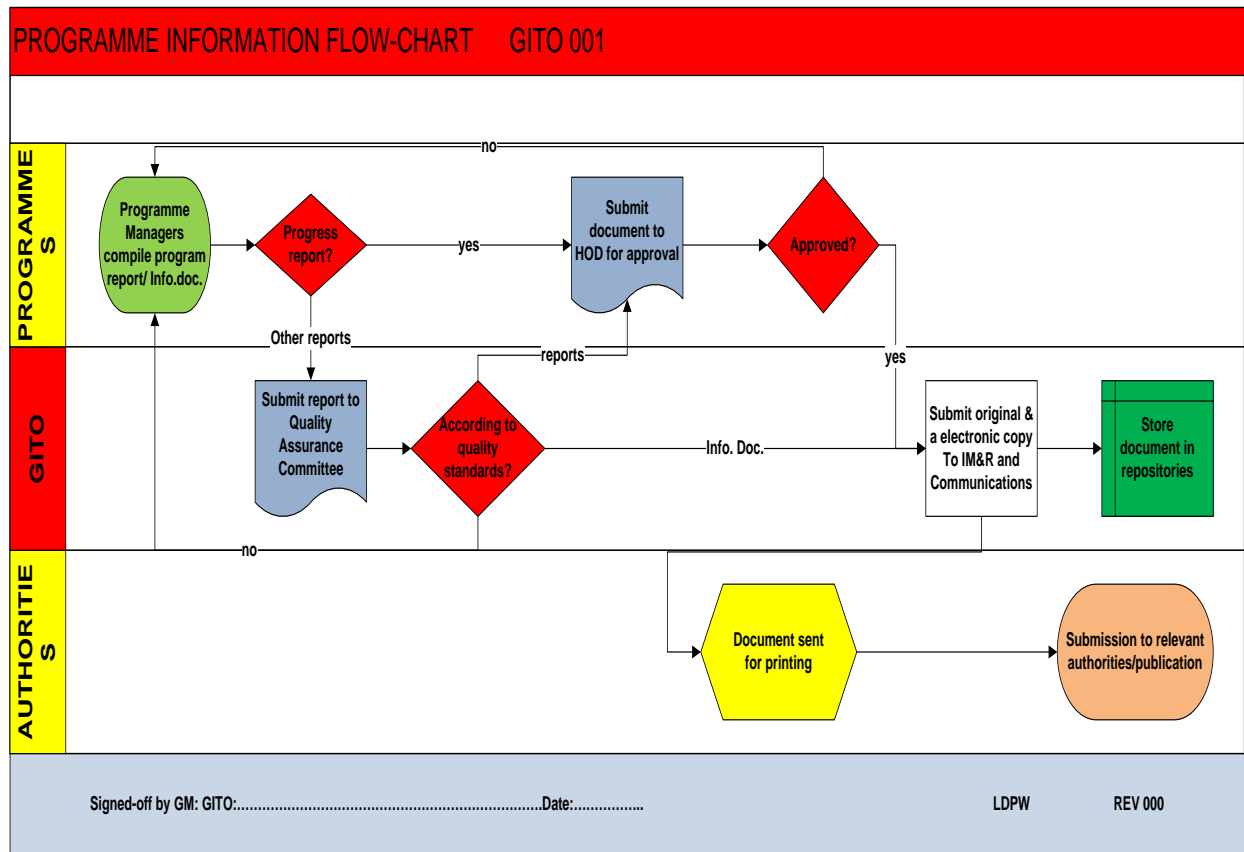 PROGRAMME INFORMATION FLOW-CHART GITO 001
no
PROGRAMME
S
Programme
Managers
compile program
report/ Info.doc.
Progress
report?
yes
Submit
document to
HOD for approval
Approved?
Other reports
reports
yes
GITO
Submit report to
Quality
Assurance
Committee
According to
quality
standards?
Info. Doc.
Submit original &
a electronic copy
To IM&R and
Communications
Store
document in
repositories
no
AUTHORITIE
S
Document sent
for printing
Submission to relevant
authorities/publication
Signed-off by GM: GITO:……………………………………………………………….Date:…………….. LDPW REV 000